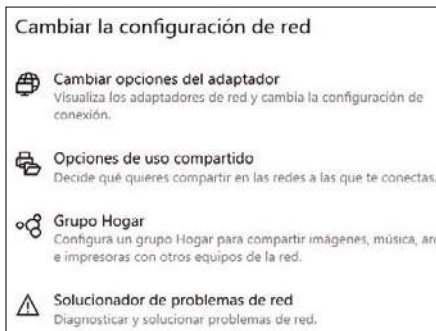 Cambiar la configuración de red
Cambiar opciones del adaptador
Visualiza los adaptadores de red y cambia la configuración de
conexión.
Opciones de uso compartido
Decide qué quieres compartir en las redes a las que te conectas.
Grupo Hogar
Configura un grupo Hogar para compartir imágenes, música,
e impresoras con otros equipos de la red.
Solucionador de problemas de red
Diagnosticar y solucionar problemas de red.